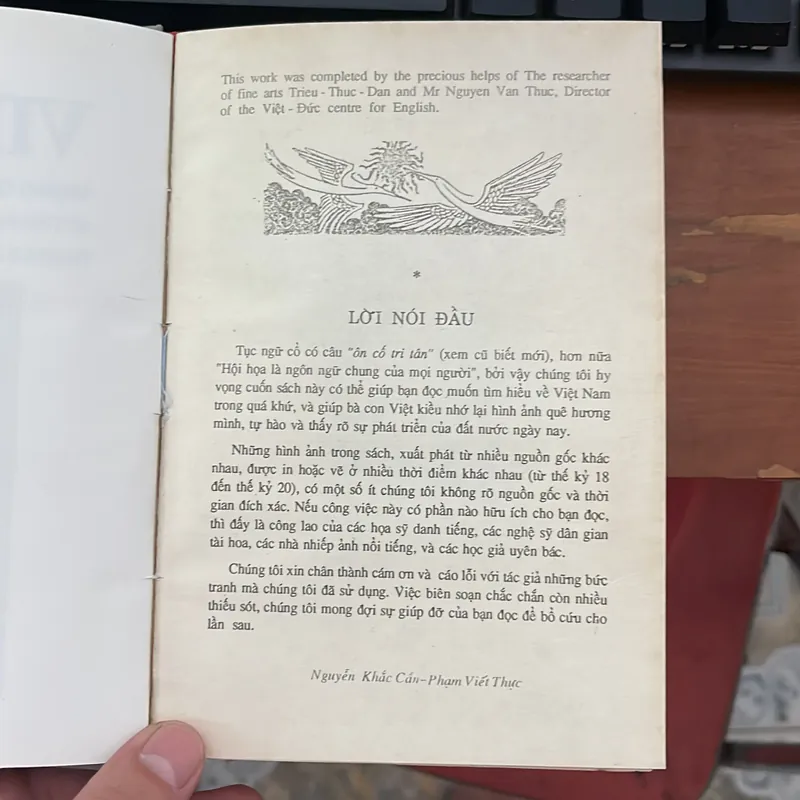 This work was completed by the precious helps of The researcher
of fine arts Trieu - Thuc - Dan and Mr Nguyen Van Thuc, Director
of the Việt - Đức centre for English.
*
LỜI NÓI ĐẦU
Tục ngữ cổ có câu "ôn cố tri tân" (xem cũ biết mới), hơn nữa
"Hội họa là ngôn ngữ chung của mọi người", bởi vậy chúng tôi hy
vọng cuốn sách này có thể giúp bạn đọc muốn tìm hiểu về Việt Nam
trong quá khứ, và giúp bà con Việt kiều nhớ lại hình ảnh quê hương
mình, tự hào và thấy rõ sự phát triển của đất nước ngày nay.
Những hình ảnh trong sách, xuất phát từ nhiều nguồn gốc khác
nhau, được in hoặc vẽ ở nhiều thời điểm khác nhau (từ thế kỷ 18
đến thế kỷ 20), có một số ít chúng tôi không rõ nguồn gốc và thời
gian đích xác. Nếu công việc này có phần nào hữu ích cho bạn đọc,
thì đấy là công lao của các họa sỹ danh tiếng, các nghệ sỹ dân gian
tài hoa, các nhà nhiếp ảnh nổi tiếng, và các học giả uyên bác.
Chúng tôi xin chân thành cám ơn và cáo lỗi với tác giả những bức
tranh mà chúng tôi đã sử dụng. Việc biên soạn chắc chắn còn nhiều
thiếu sót, chúng tôi mong đợi sự giúp đỡ của bạn đọc để bổ cứu cho
lần sau.
Nguyễn Khắc Cần-Phạm Viết Thực